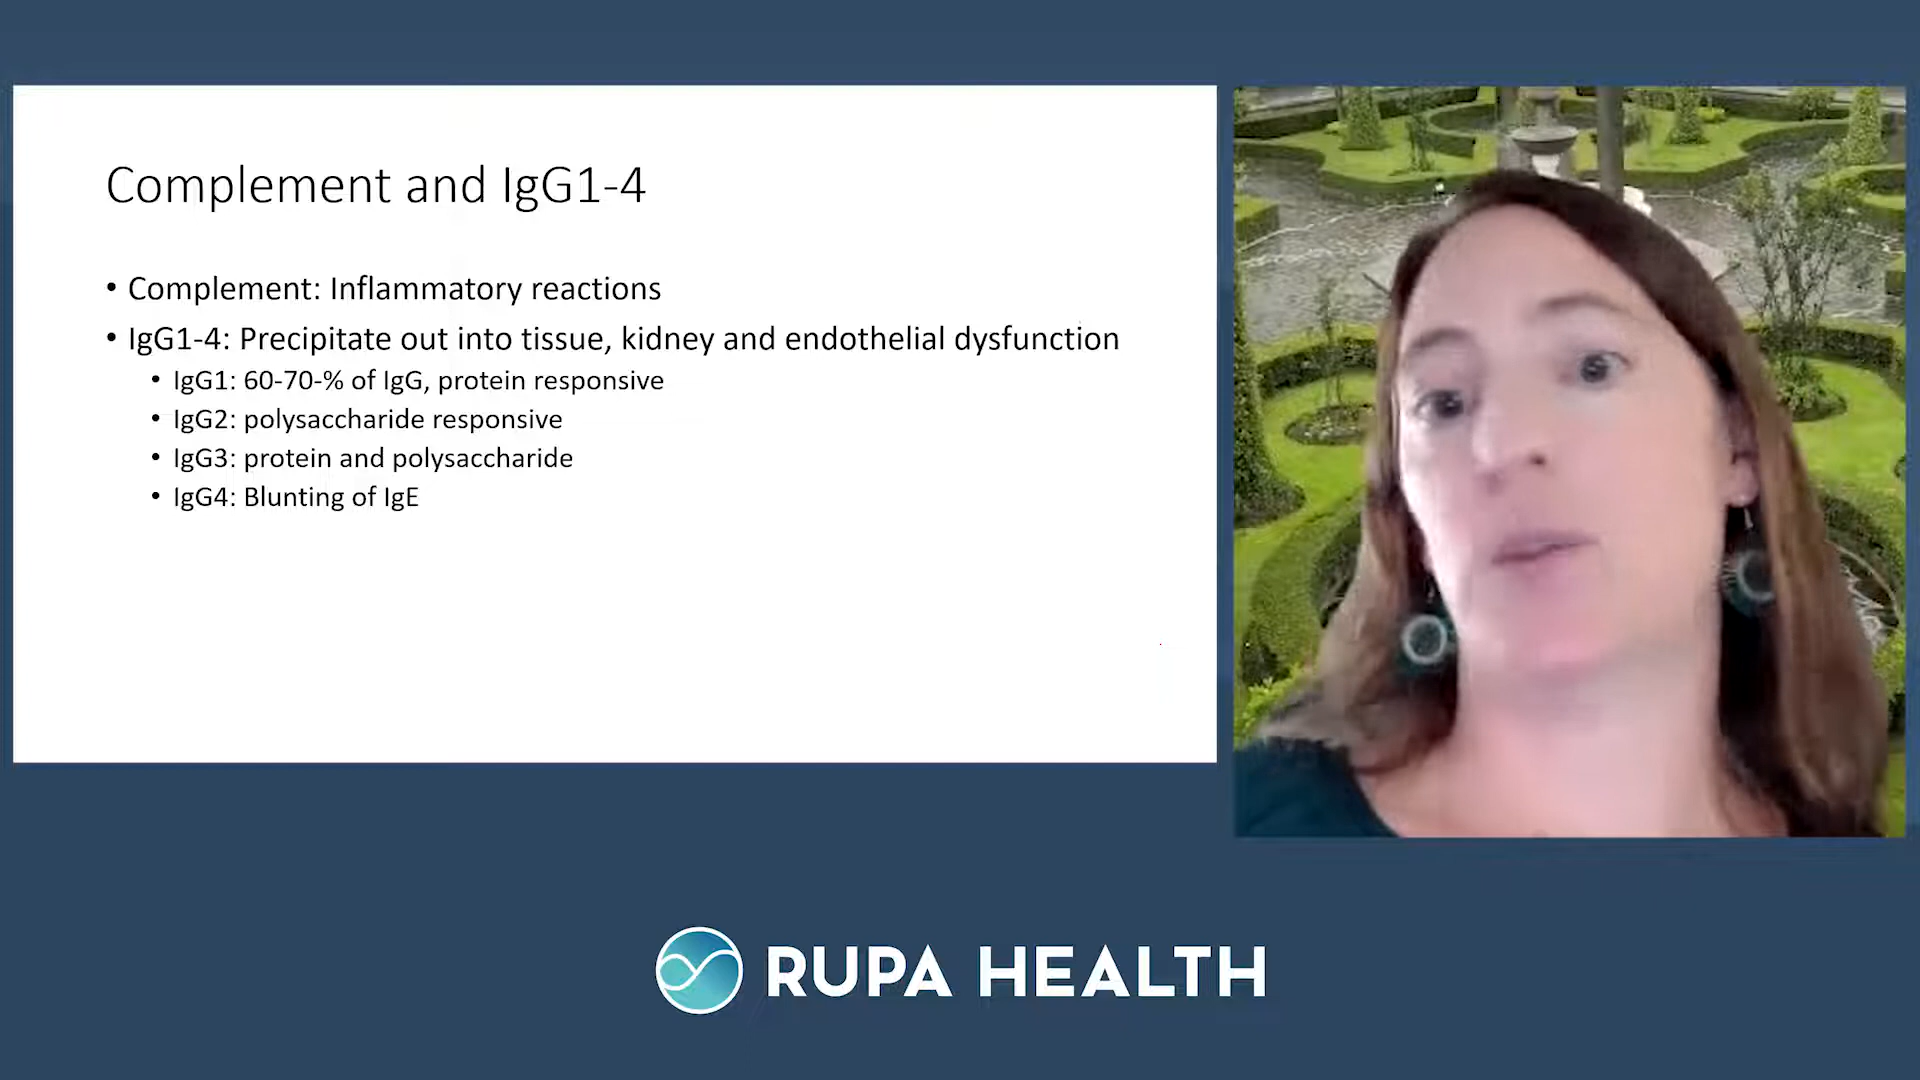 Complement and IgG1-4
• Complement: Inflammatory reactions
• IgG1-4: Precipitate out into tissue, kidney and endothelial dysfunction
• IgG1: 60-70-% of IgG, protein responsive
• IgG2: polysaccharide responsive
• IgG3: protein and polysaccharide
• IgG4: Blunting of IgE
RUPA HEALTH